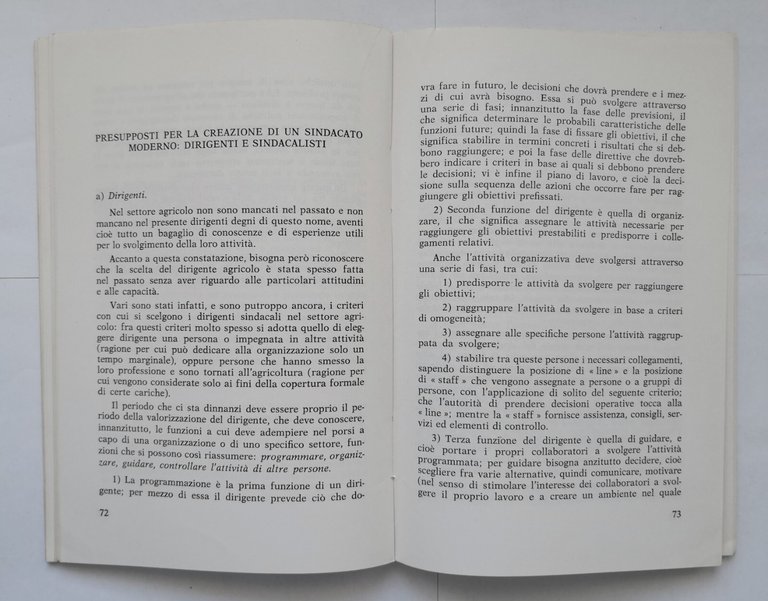 PRESUPPOSTI PER LA CREAZIONE DI UN SINDACATO
MODERNO: DIRIGENTI E SINDACALISTI
a) Dirigenti.
Nel settore agricolo non sono mancati nel passato e non
mancano nel presente dirigenti degni di questo nome, aventi
cioè tutto un bagaglio di conoscenze e di esperienze utili
per lo svolgimento della loro attività.
Accanto a questa constatazione, bisogna però riconoscere
che la scelta del dirigente agricolo è stata spesso fatta
nel passato senza aver riguardo alle particolari attitudini
e alle capacità.
Vari sono stati infatti, e sono putroppo ancora, i criteri
con cui si scelgono i dirigenti sindacali nel settore agri-
colo: fra questi criteri molto spesso si adotta quello di eleg-
gere dirigente una persona o impegnata in altre attività
(ragione per cui può dedicare alla organizzazione solo un
tempo marginale), oppure persone che hanno smesso la
loro professione e sono tornati all'agricoltura (ragione per
cui vengono considerate solo ai fini della copertura formale
di certe cariche).
Il periodo che ci sta dinnanzi deve essere proprio il pe-
riodo della valorizzazione del dirigente, che deve conoscere,
innanzitutto, le funzioni a cui deve adempiere nel porsi a
capo di una organizzazione o di uno specifico settore, fun-
zioni che si possono così riassumere: programmare, organiz-
zare, guidare, controllare l'attività di altre persone.
1) La programmazione è la prima funzione di un diri-
gente; per mezzo di essa il dirigente prevede ciò che do-
72
vra fare in futuro, le decisioni che dovrà prendere e i mez-
zi di cui avrà bisogno. Essa si può svolgere attraverso
una serie di fasi; innanzitutto la fase delle previsioni, il
che significa determinare le probabili caratteristiche delle
funzioni future; quindi la fase di fissare gli obiettivi, il che
significa stabilire in termini concreti i risultati che si deb-
bono raggiungere; e poi la fase delle direttive che dovreb-
bero indicare i criteri in base ai quali si debbono prendere
le decisioni; vi è infine il piano di lavoro, e cioè la deci-
sione sulla sequenza delle azioni che occorre fare per rag-
giungere gli obiettivi prefissati.
2) Seconda funzione del dirigente è quella di organiz-
zare, il che significa assegnare le attività necessarie per
raggiungere gli obiettivi prestabiliti e predisporre i colle-
gamenti relativi.
Anche l'attività organizzativa deve svolgersi attraverso
una serie di fasi, tra cui:
1) predisporre le attività da svolgere per raggiungere
gli obiettivi;
2) raggruppare l'attività da svolgere in base a criteri
di omogeneità;
3) assegnare alle specifiche persone l'attività raggrup-
pata da svolgere;
4) stabilire tra queste persone i necessari collegamenti,
sapendo distinguere la posizione di « line » e la posizione
di « staff » che vengono assegnate a persone o a gruppi di
persone, con l'applicazione di solito del seguente criterio;
che l'autorità di prendere decisioni operative tocca alla
« line »; mentre la « staff » fornisce assistenza, consigli, ser-
vizi ed elementi di controllo.
3) Terza funzione del dirigente è quella di guidare, e
cioè portare i propri collaboratori a svolgere l'attività
programmata; per guidare bisogna anzitutto decidere, cioè
scegliere fra varie alternative, quindi comunicare, motivare
(nel senso di stimolare l'interesse dei collaboratori a svol-
gere il proprio lavoro e a creare un ambiente nel quale
73